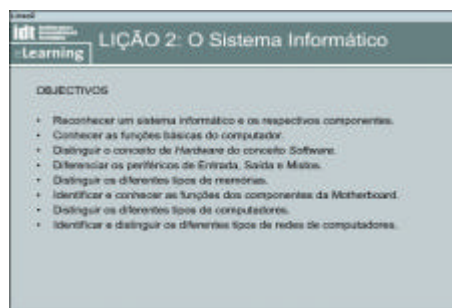 idt
eLearning
LIÇÃO 2: O Sistema Informático
OBJECTIVOS
• Reconhecer um sistema informático e os respectivos componentes.
• Conhecer as funções básicas do computador.
• Distinguir o conceito de Hardware do conceito Software.
• Diferenciar os periféricos de Entrada, Saída e Mistos.
• Distinguir os diferentes tipos de memórias.
• Identificar e conhecer as funções dos componentes da Motherboard.
• Distinguir os diferentes tipos de computadores.
• Identificar e distinguir os diferentes tipos de redes de computadores.